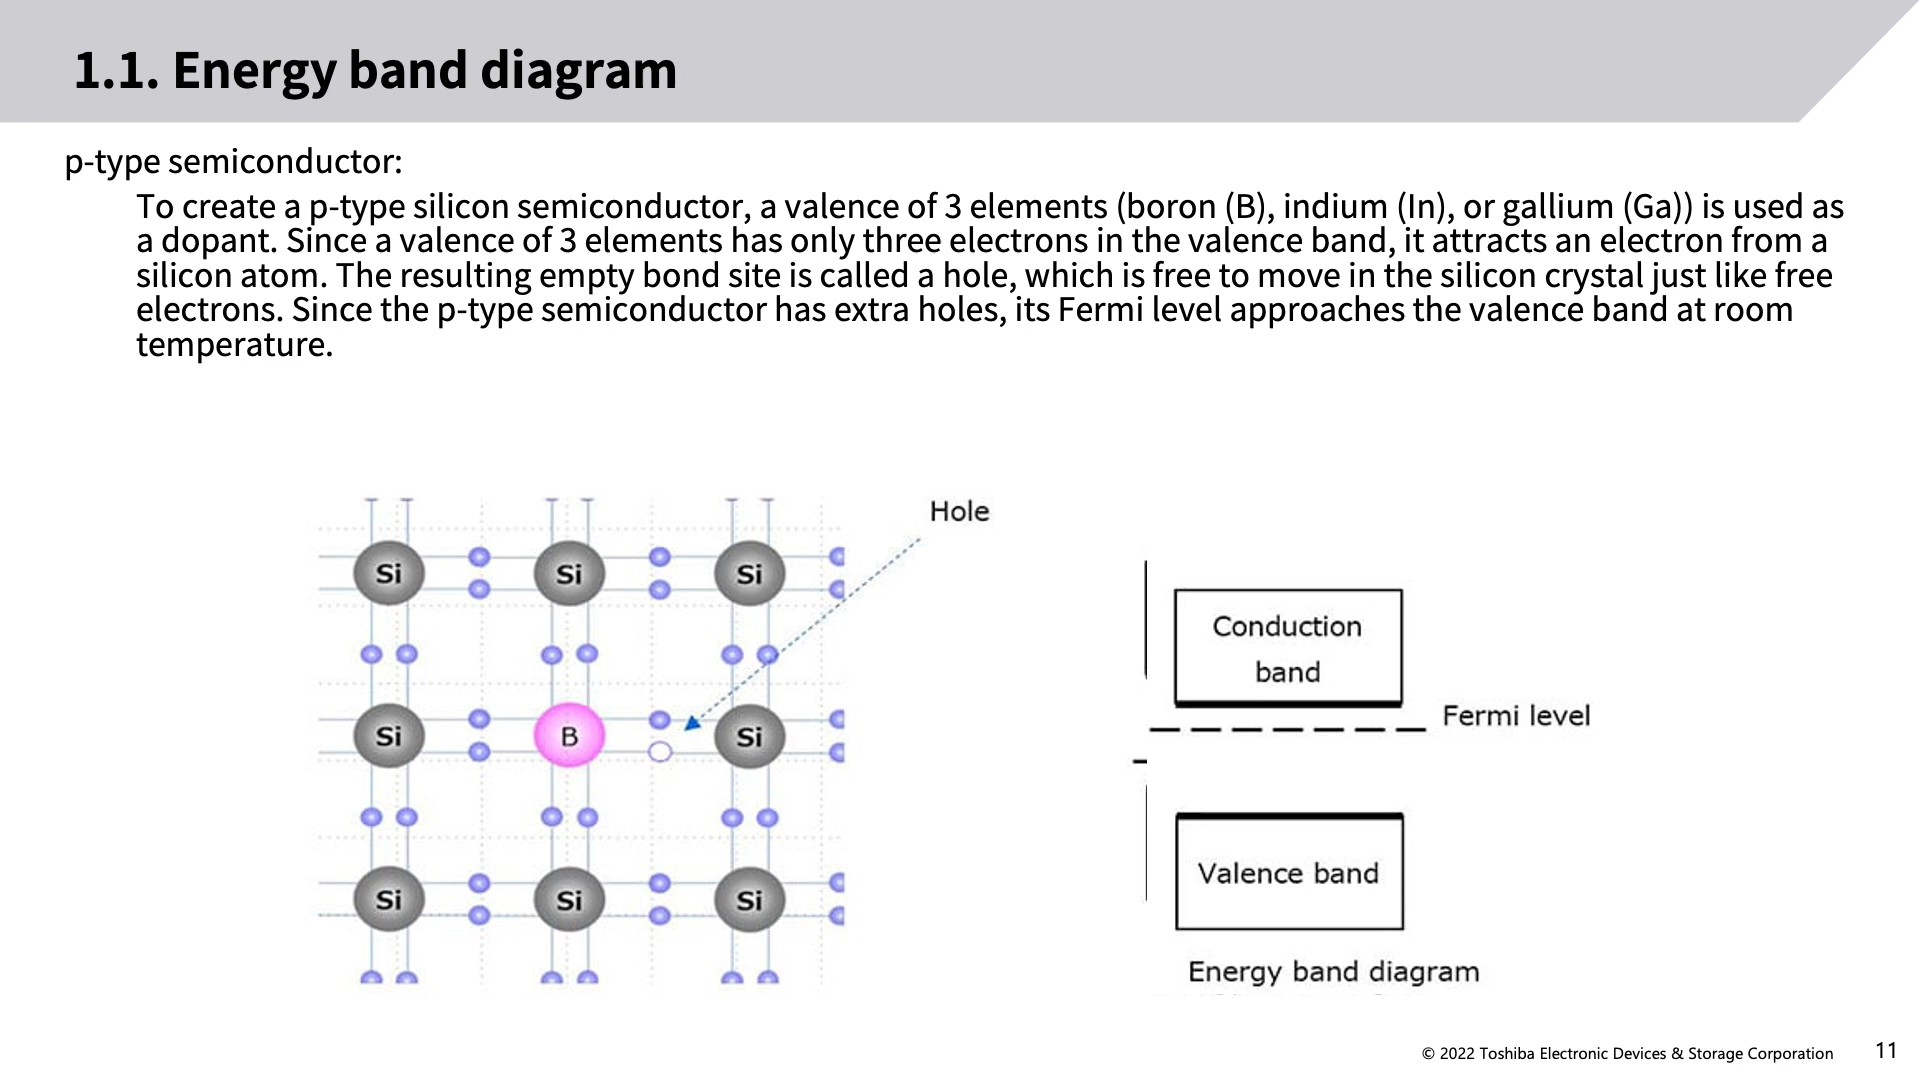 1.1. Energy band diagram
p-type semiconductor:
To create a p-type silicon semiconductor, a valence of 3 elements (boron (B), indium (In), or gallium (Ga)) is used as
a dopant. Since a valence of 3 elements has only three electrons in the valence band, it attracts an electron from a
silicon atom. The resulting empty bond site is called a hole, which is free to move in the silicon crystal just like free
electrons. Since the p-type semiconductor has extra holes, its Fermi level approaches the valence band at room
temperature.
Hole
Si Si Si
Si B Si
Si Si Si
Conduction
band
Fermi level
Valence band
Energy band diagram
© 2022 Toshiba Electronic Devices & Storage Corporation 11